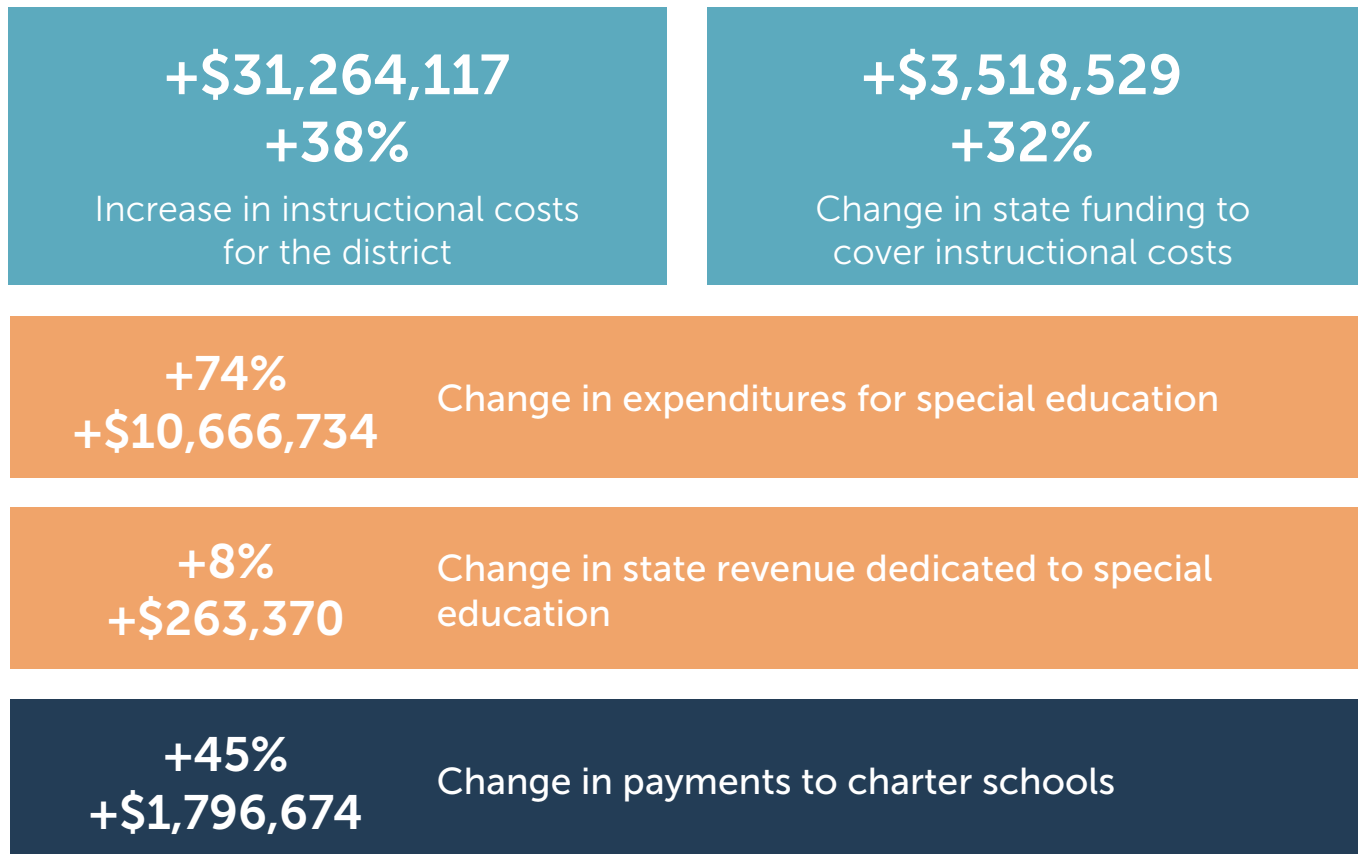 +$31,264,117
+38%
Increase in instructional costs
for the district
+$3,518,529
+32%
Change in state funding to
cover instructional costs
+74%
+$10,666,734
Change in expenditures for special education
+8%
+$263,370
Change in state revenue dedicated to special
education
+45%
+$1,796,674
Change in payments to charter schools